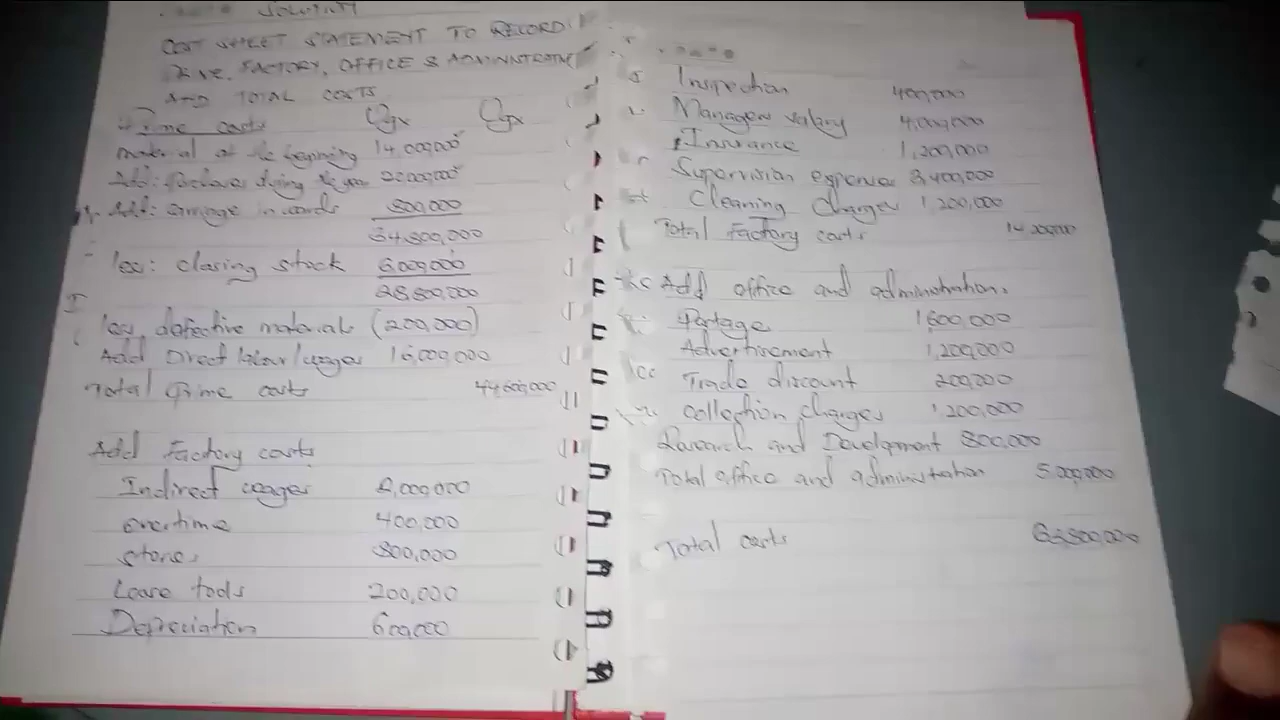 SOLUTION
COST SHEET STATEMENT TO RECORD
FACTORY, OFFICE & ADMINISTRATI
AND TOTAL COSTS
Prime costs Ugx Ugx
material at the beginning 14,000,000
Add: Purchases during the year 20,000,000
Add: carriage inwards 800,000
34,800,000
less: closing stock 6,000,000
28,800,000
less defective materials (200,000)
Add Direct labour/wages 16,000,000
Total Prime costs 44,600,000
Add Factory costs
Indirect wages 2,000,000
overtime 400,000
stores 800,000
Loose tools 200,000
Depreciation 600,000
Inspection 400,000
Managers salary 4,000,000
Insurance 1,200,000
Supervision expenses 3,400,000
Cleaning Charges 1,200,000
Total Factory costs 14,200,000
Add office and administration.
Postage 1,600,000
Advertisement 1,200,000
Trade discount 200,000
Collection charges 1,200,000
Research and Development 800,000
Total office and administration 5,000,000
Total costs 63,800,000